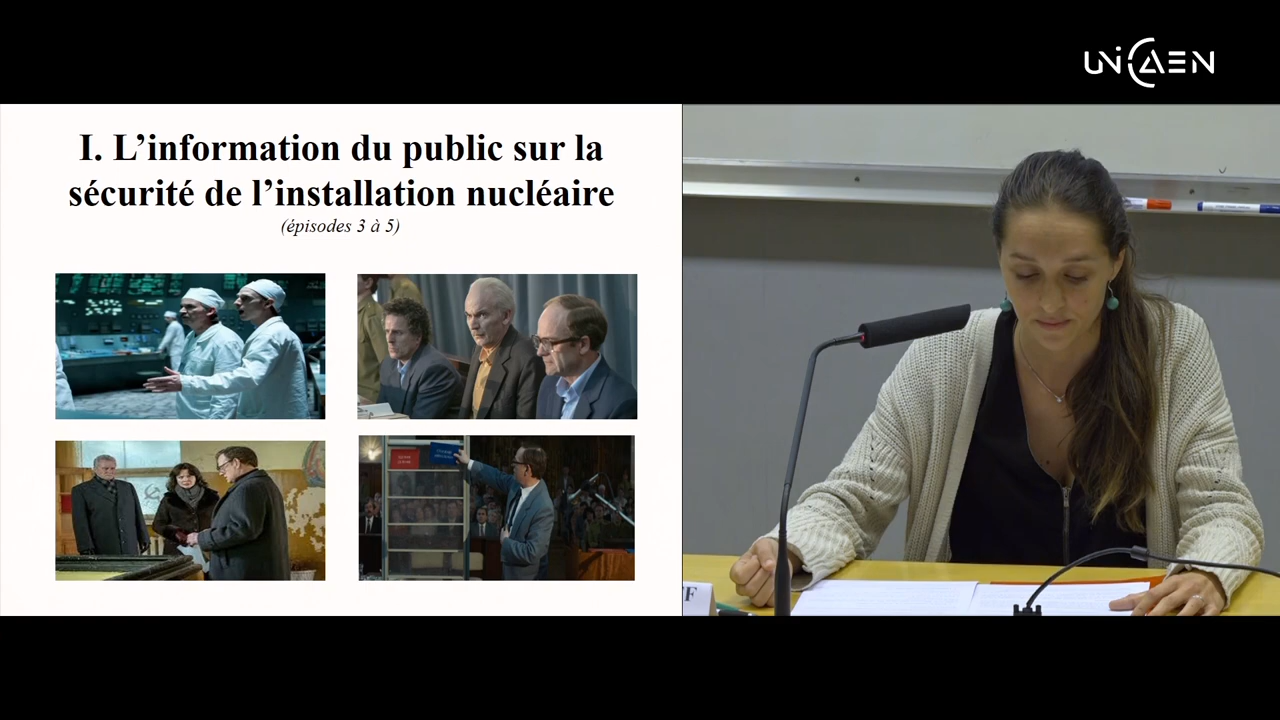 UNICAEN
I. L’information du public sur la
sécurité de l’installation nucléaire
(épisodes 3 à 5)